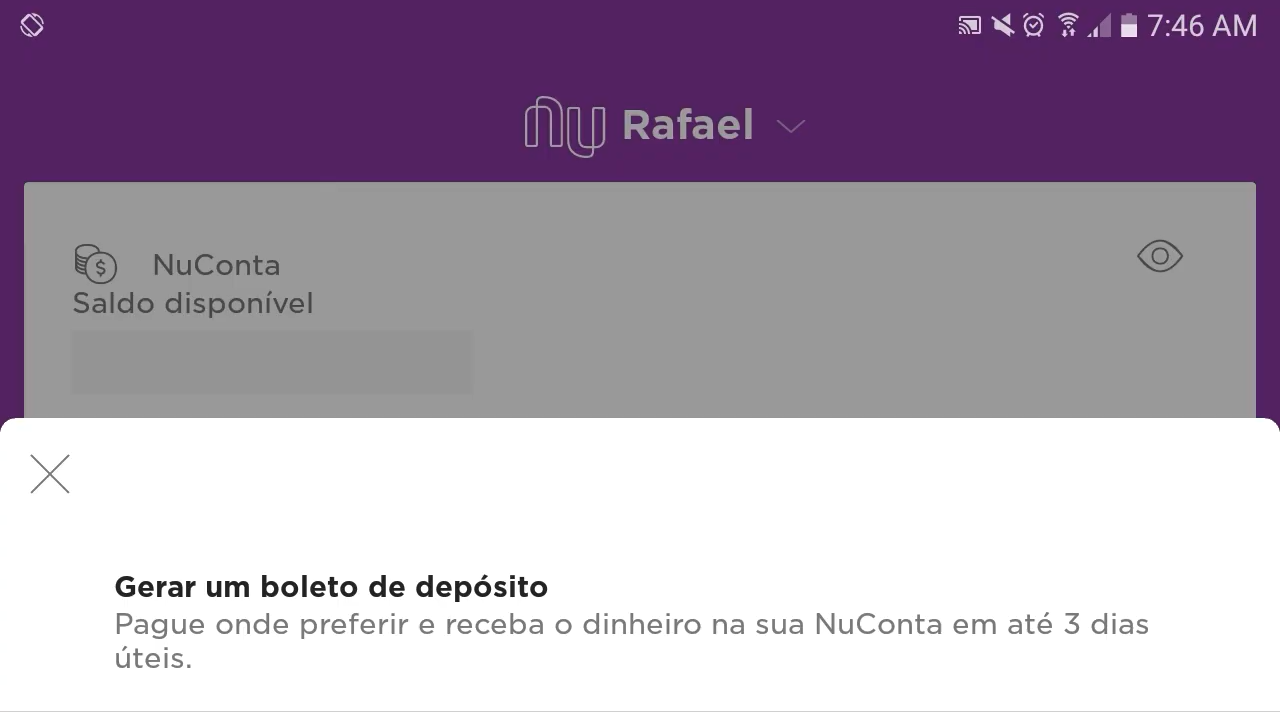 7:46 AM
nu Rafael
NuConta
Saldo disponível
Gerar um boleto de depósito
Pague onde preferir e receba o dinheiro na sua NuConta em até 3 dias
úteis.